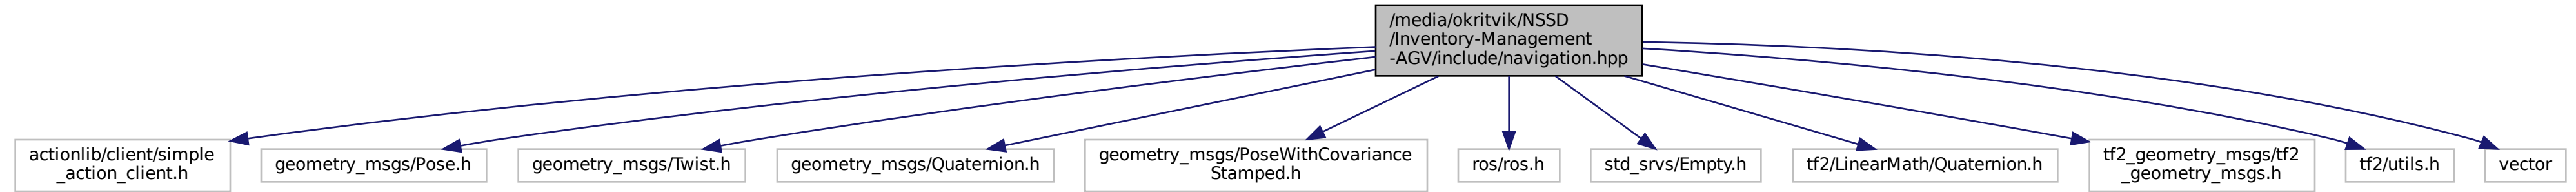 /media/okritvik/NSSD
/Inventory-Management
-AGV/include/navigation.hpp
actionlib/client/simple
_action_client.h
geometry_msgs/Pose.h
geometry_msgs/Twist.h
geometry_msgs/Quaternion.h
geometry_msgs/PoseWithCovariance
Stamped.h
ros/ros.h
std_srvs/Empty.h
tf2/LinearMath/Quaternion.h
tf2_geometry_msgs/tf2
_geometry_msgs.h
tf2/utils.h
vector